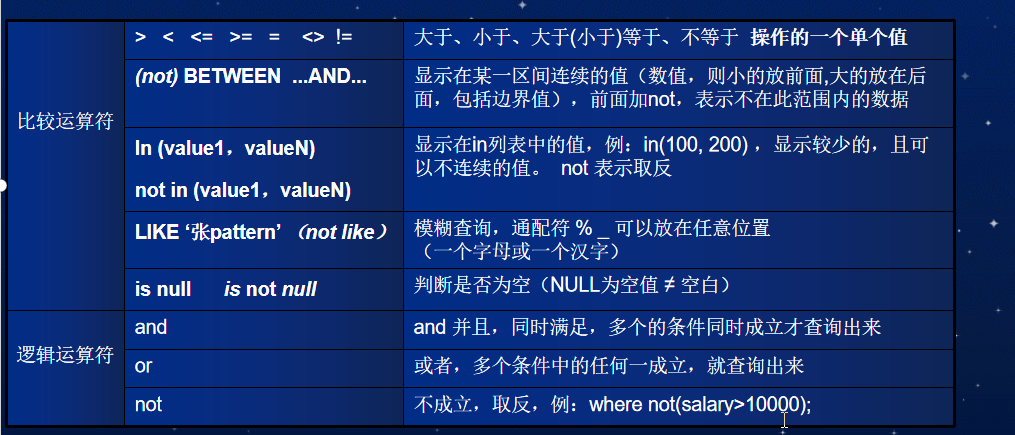 比较运算符
> < <= >= = <> !=
大于、小于、大于(小于)等于、不等于 操作的一个单个值
(not) BETWEEN ...AND...
显示在某一区间连续的值（数值，则小的放前面,大的放在后
面，包括边界值），前面加not，表示不在此范围内的数据
In (value1，valueN)
not in (value1，valueN)
显示在in列表中的值，例：in(100, 200) ，显示较少的，且可
以不连续的值。 not 表示取反
LIKE ‘张pattern’ （not like）
模糊查询，通配符 % _ 可以放在任意位置
（一个字母或一个汉字）
is null is not null
判断是否为空（NULL为空值 ≠ 空白）
逻辑运算符
and
and 并且，同时满足，多个的条件同时成立才查询出来
or
或者，多个条件中的任何一成立，就查询出来
not
不成立，取反，例：where not(salary>10000);